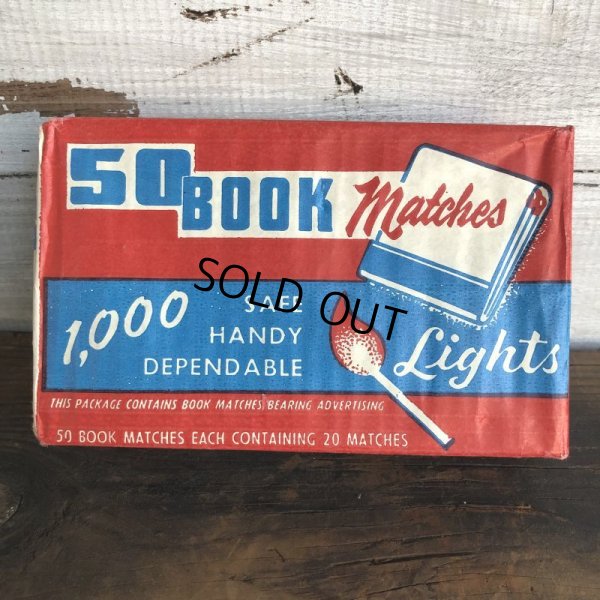 50 BOOK Matches
SOLD OUT
1,000 SAFE
HANDY
DEPENDABLE
Lights
THIS PACKAGE CONTAINS BOOK MATCHES, BEARING ADVERTISING
50 BOOK MATCHES EACH CONTAINING 20 MATCHES